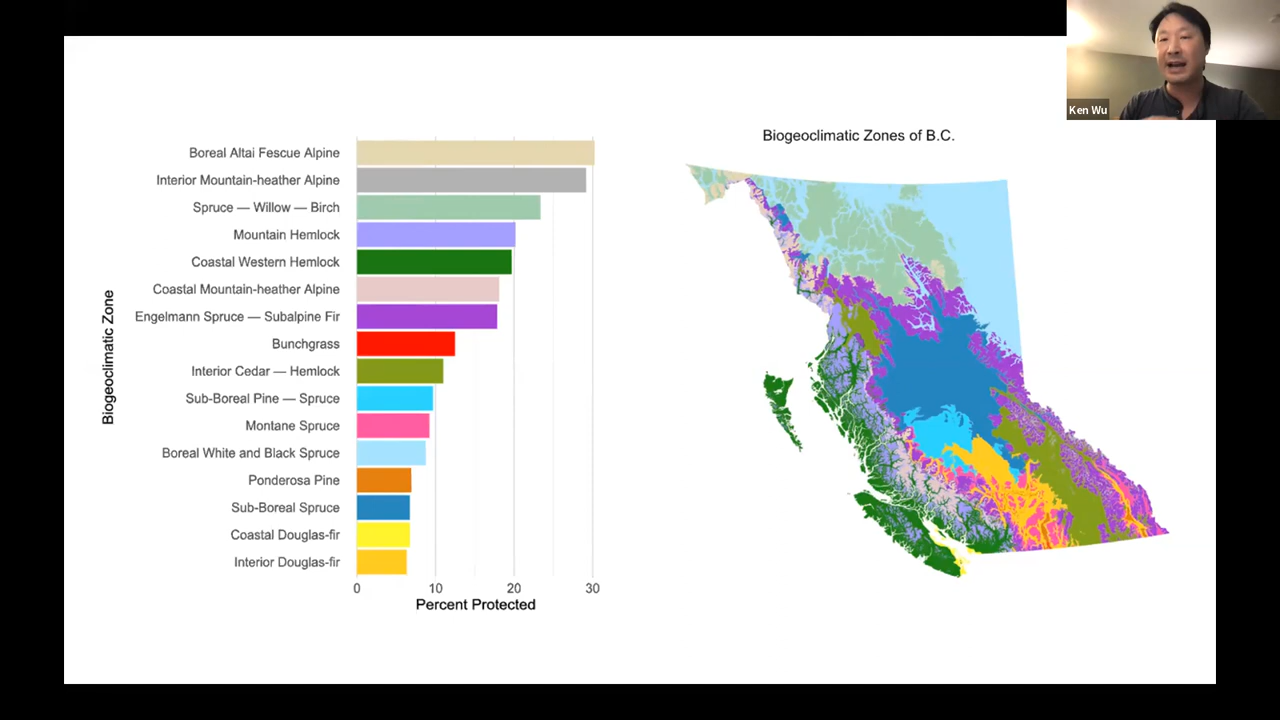 Ken Wu
Biogeoclimatic Zones of B.C.
Biogeoclimatic Zone
Boreal Altai Fescue Alpine
Interior Mountain-heather Alpine
Spruce — Willow — Birch
Mountain Hemlock
Coastal Western Hemlock
Coastal Mountain-heather Alpine
Engelmann Spruce — Subalpine Fir
Bunchgrass
Interior Cedar — Hemlock
Sub-Boreal Pine — Spruce
Montane Spruce
Boreal White and Black Spruce
Ponderosa Pine
Sub-Boreal Spruce
Coastal Douglas-fir
Interior Douglas-fir
0 10 20 30
Percent Protected